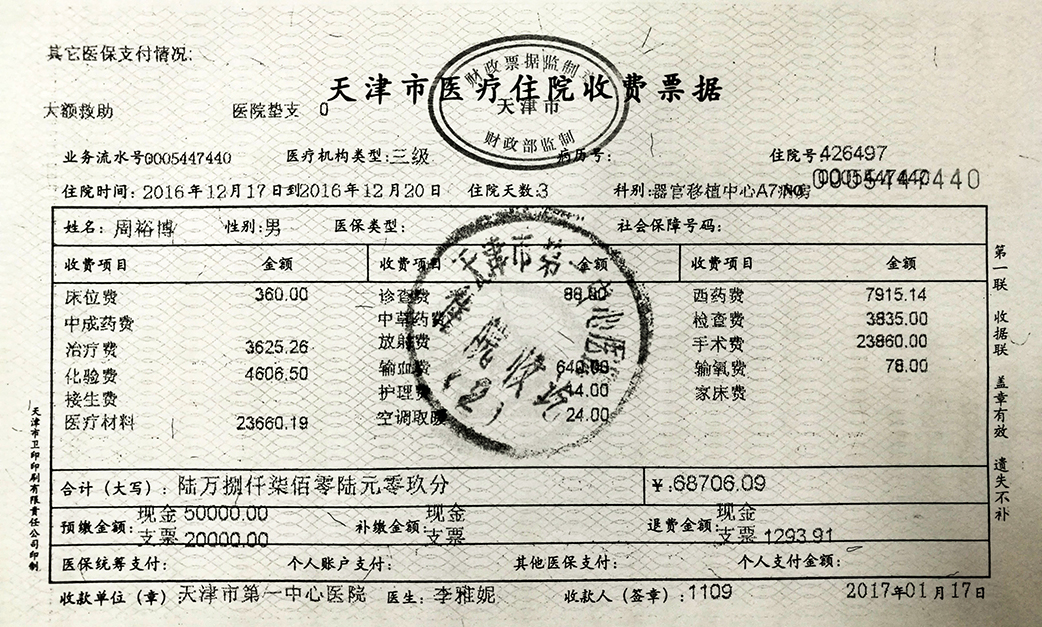 其它医保支付情况:
财政票据监制
天津市医疗住院收费票据
天津市
大额救助 医院垫支 0
财政部监制
业务流水号0005447440 医疗机构类型:三级 病历号: 住院号426497
0005447440
住院时间:2016年12月17日到2016年12月20日 住院天数:3 科别:器官移植中心A7病房
姓名:周裕博 性别:男 医保类型: 社会保障号码:
收费项目 金额 收费项目 金额 收费项目 金额
床位费 360.00 诊查费 88.00 西药费 7915.14
中成药费 中草药费 检查费 3835.00
治疗费 3625.26 放射费 手术费 23860.00
化验费 4606.50 输血费 640.00 输氧费 78.00
接生费 护理费 14.00 家床费
医疗材料 23660.19 空调取暖 24.00
合计(大写):陆万捌仟柒佰零陆元零玖分 ¥:68706.09
预缴金额:现金 50000.00 补缴金额:现金 退费金额:现金
支票 20000.00 支票 支票 1293.91
医保统筹支付: 个人账户支付: 其他医保支付: 个人支付金额:
收款单位(章):天津市第一中心医院 医生:李雅妮 收款人(签章):1109 2017年01月17日
第一联 收据联 盖章有效 遗失不补
天津市卫印印刷有限责任公司印制